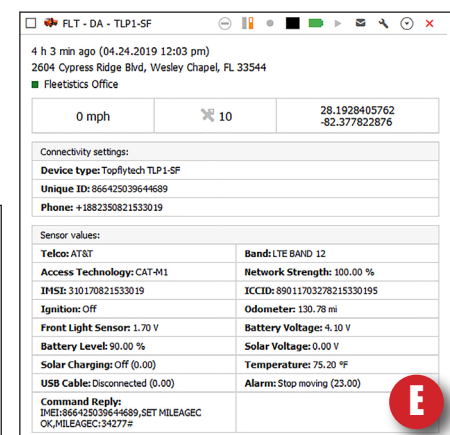 FLT - DA - TLP1-SF
4 h 3 min ago (04.24.2019 12:03 pm)
2604 Cypress Ridge Blvd, Wesley Chapel, FL 33544
Fleetistics Office
0 mph
10
28.1928405762
-82.377822876
Connectivity settings:
Device type: Topflytech TLP1-SF
Unique ID: 866425039644689
Phone: +1882350821533019
Sensor values:
Telco: AT&T
Band: LTE BAND 12
Access Technology: CAT-M1
Network Strength: 100.00 %
IMSI: 310170821533019
ICCID: 89011703278215330195
Ignition: Off
Odometer: 130.78 mi
Front Light Sensor: 1.70 V
Battery Voltage: 4.10 V
Battery Level: 90.00 %
Solar Voltage: 0.00 V
Solar Charging: Off (0.00)
Temperature: 75.20 °F
USB Cable: Disconnected (0.00)
Alarm: Stop moving (23.00)
Command Reply:
IMEI:866425039644689,SET MILEAGEC
OK,MILEAGEC:34277#
E